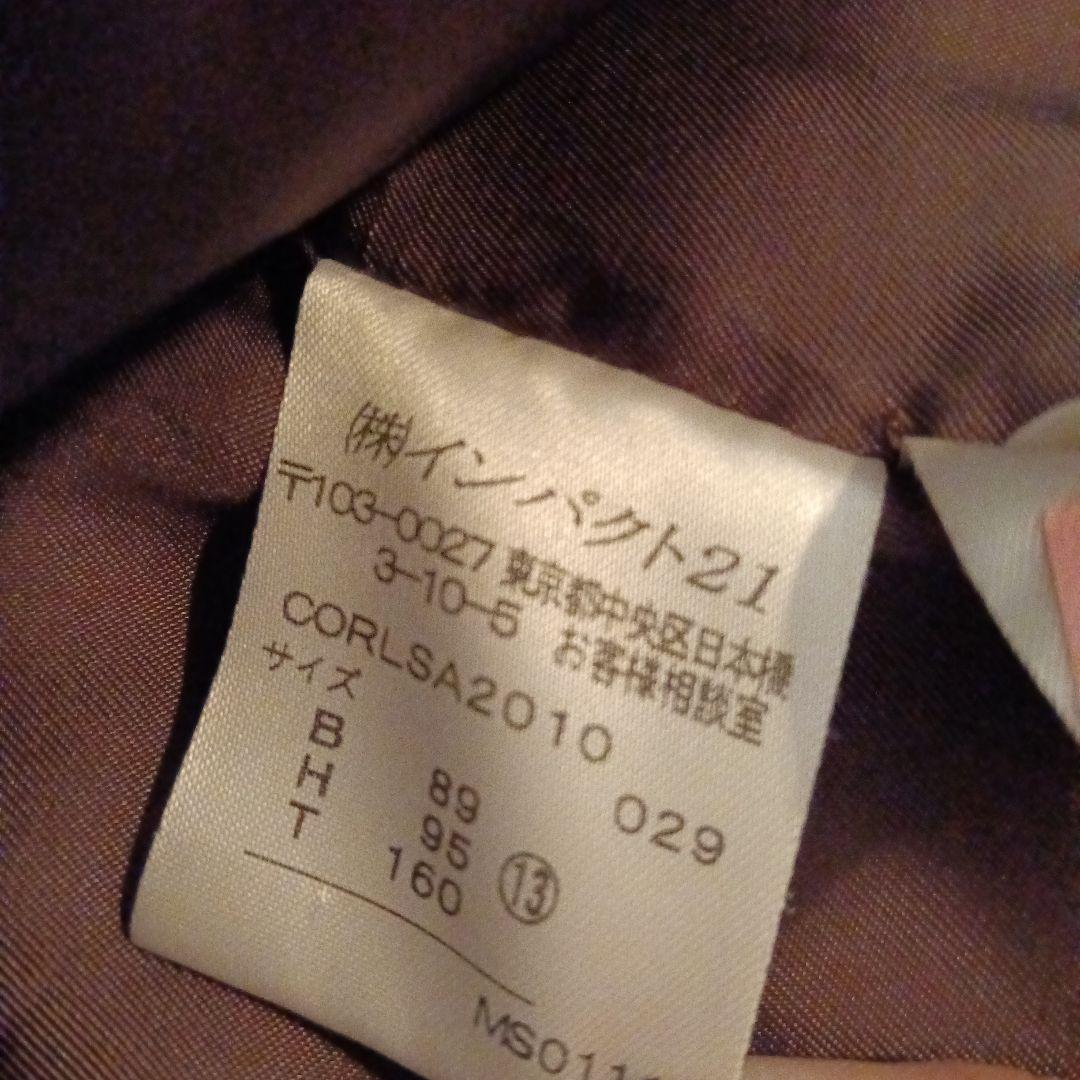 ㈱インパクト21
〒103-0027 東京都中央区日本橋
3-10-5 お客様相談室
CORLSA2010
サイズ 029
B 89
H 95 ⑬
T 160